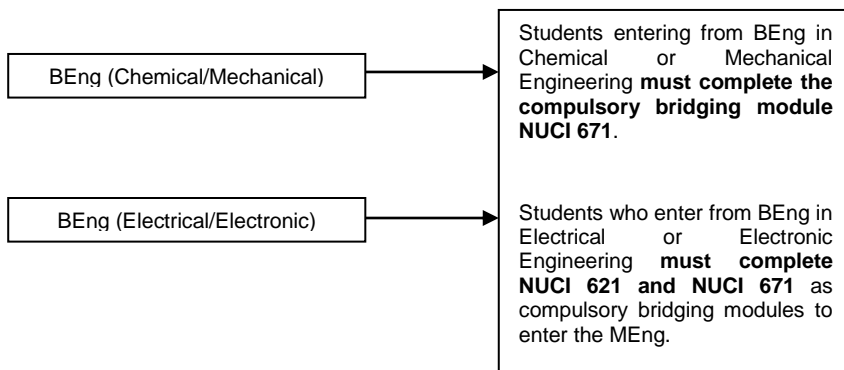 BEng (Chemical/Mechanical)
Students entering from BEng in
Chemical or Mechanical
Engineering must complete the
compulsory bridging module
NUCI 671.
BEng (Electrical/Electronic)
Students who enter from BEng in
Electrical or Electronic
Engineering must complete
NUCI 621 and NUCI 671 as
compulsory bridging modules to
enter the MEng.